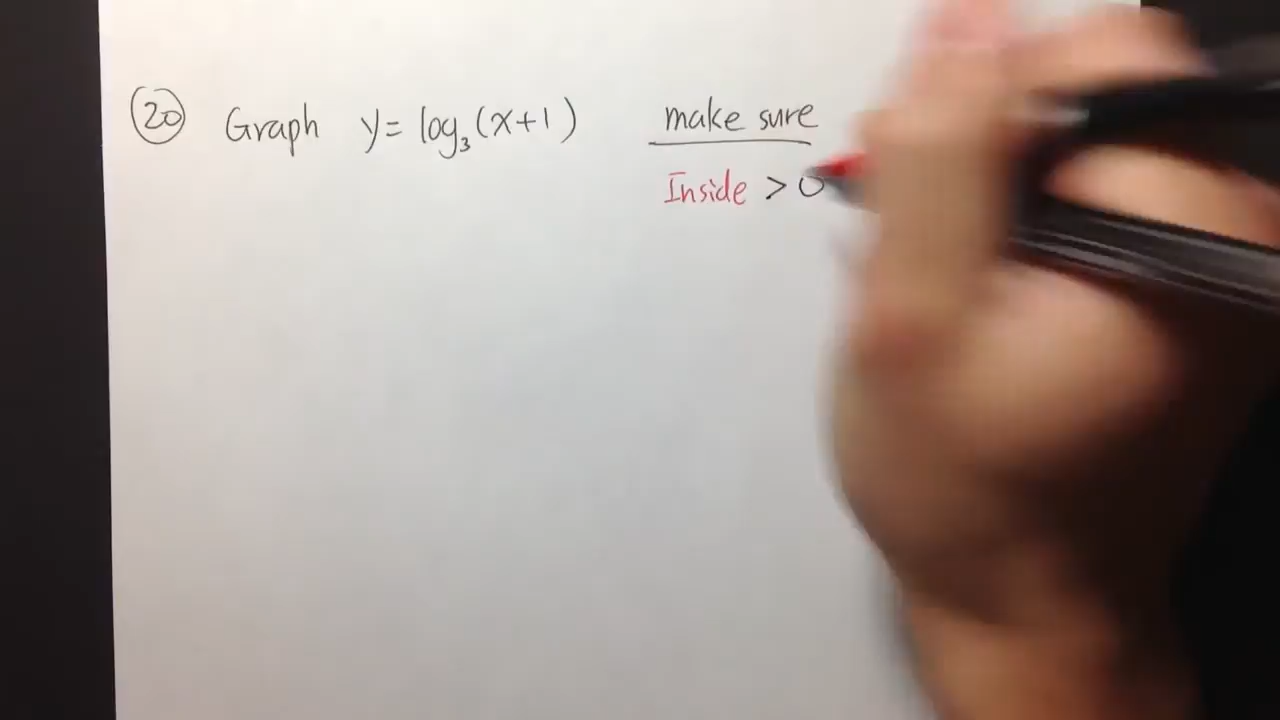 20 Graph y = log₃(x+1)
make sure
Inside > 0